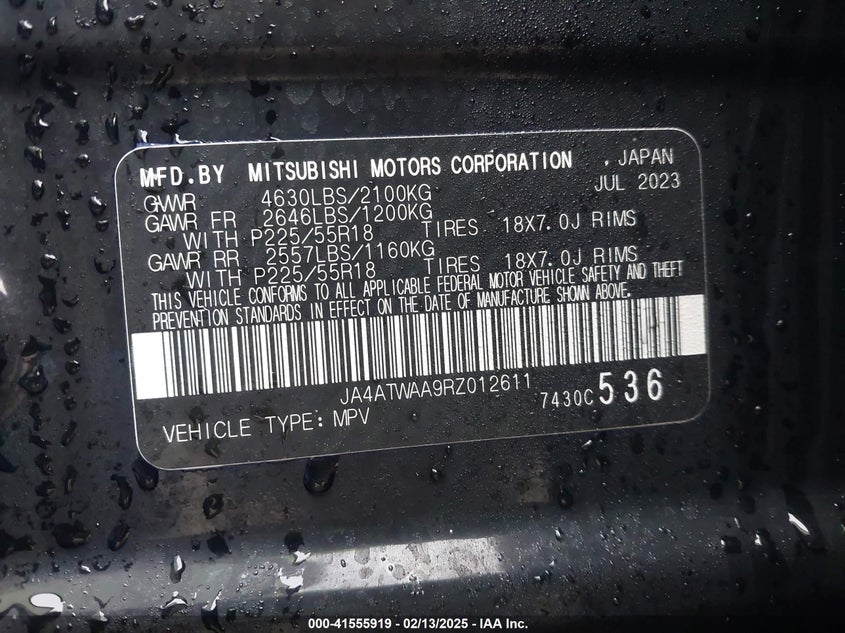 MFD.BY MITSUBISHI MOTORS CORPORATION , JAPAN
JUL 2023
GVWR 4630LBS/2100KG
GAWR FR 2646LBS/1200KG
WITH P225/55R18 TIRES 18X7.0J RIMS
GAWR RR 2557LBS/1160KG
WITH P225/55R18 TIRES 18X7.0J RIMS
THIS VEHICLE CONFORMS TO ALL APPLICABLE FEDERAL MOTOR VEHICLE SAFETY AND THEFT
PREVENTION STANDARDS IN EFFECT ON THE DATE OF MANUFACTURE SHOWN ABOVE.
JA4ATWAA9RZ012611
7430C 536
VEHICLE TYPE: MPV
000-41555919 - 02/13/2025 - IAA Inc.